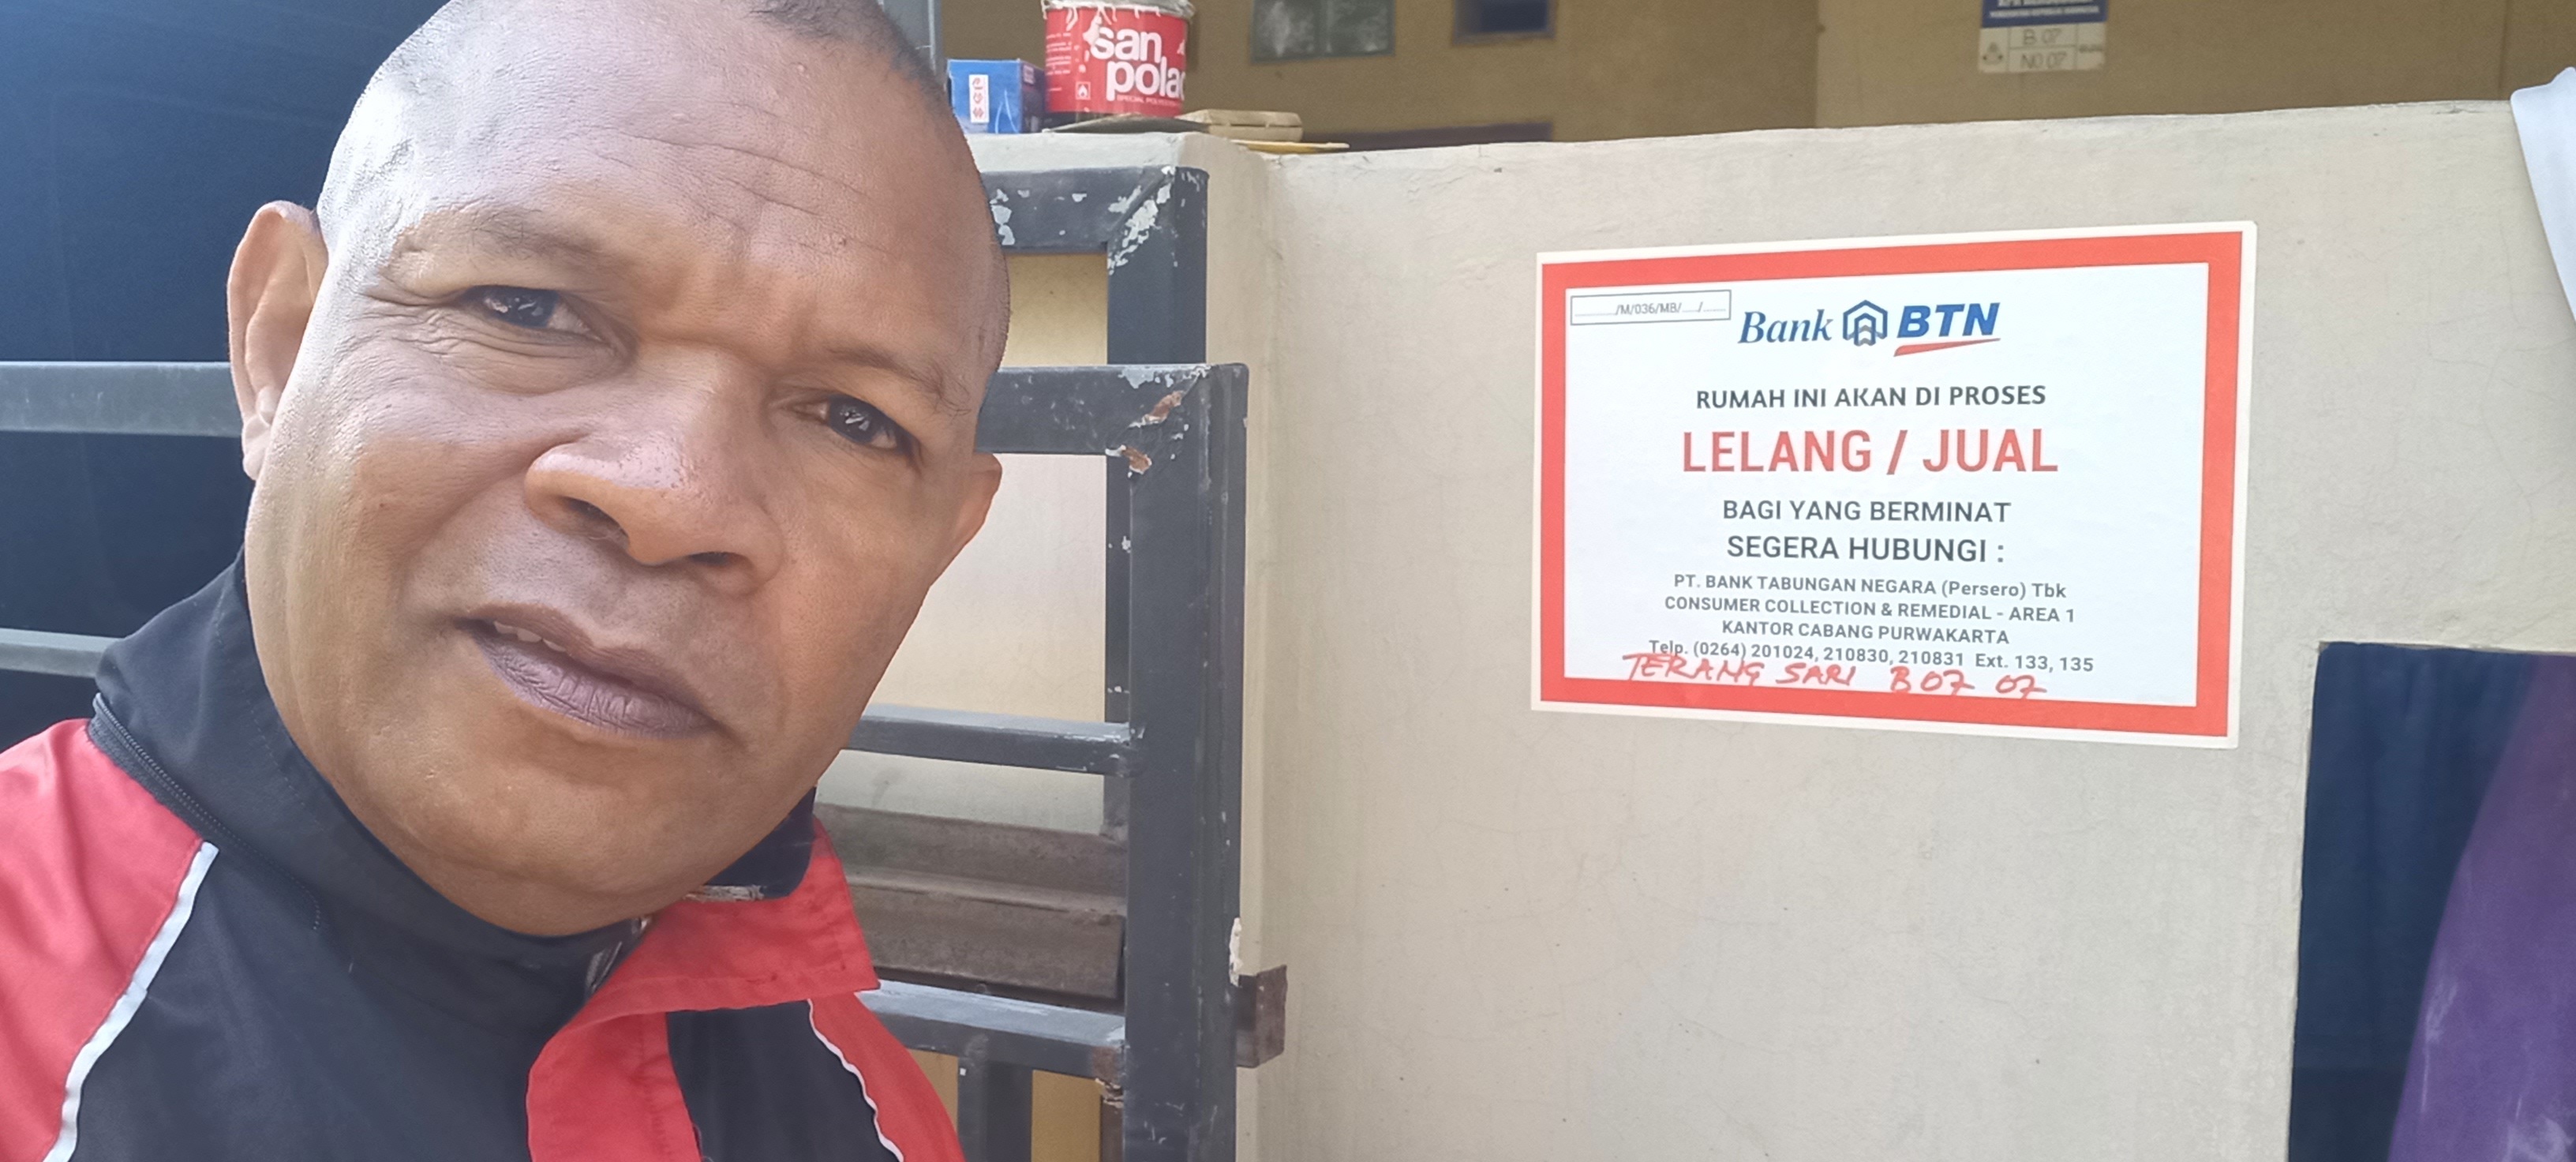 san
polac
SPECIAL
B. 07
NO 07
/M/036/MB/ / 
Bank BTN
RUMAH INI AKAN DI PROSES
LELANG / JUAL
BAGI YANG BERMINAT
SEGERA HUBUNGI :
PT. BANK TABUNGAN NEGARA (Persero) Tbk
CONSUMER COLLECTION & REMEDIAL - AREA 1
KANTOR CABANG PURWAKARTA
Telp. (0264) 201024, 210830, 210831 Ext. 133, 135
TERANG SARI B 07 07